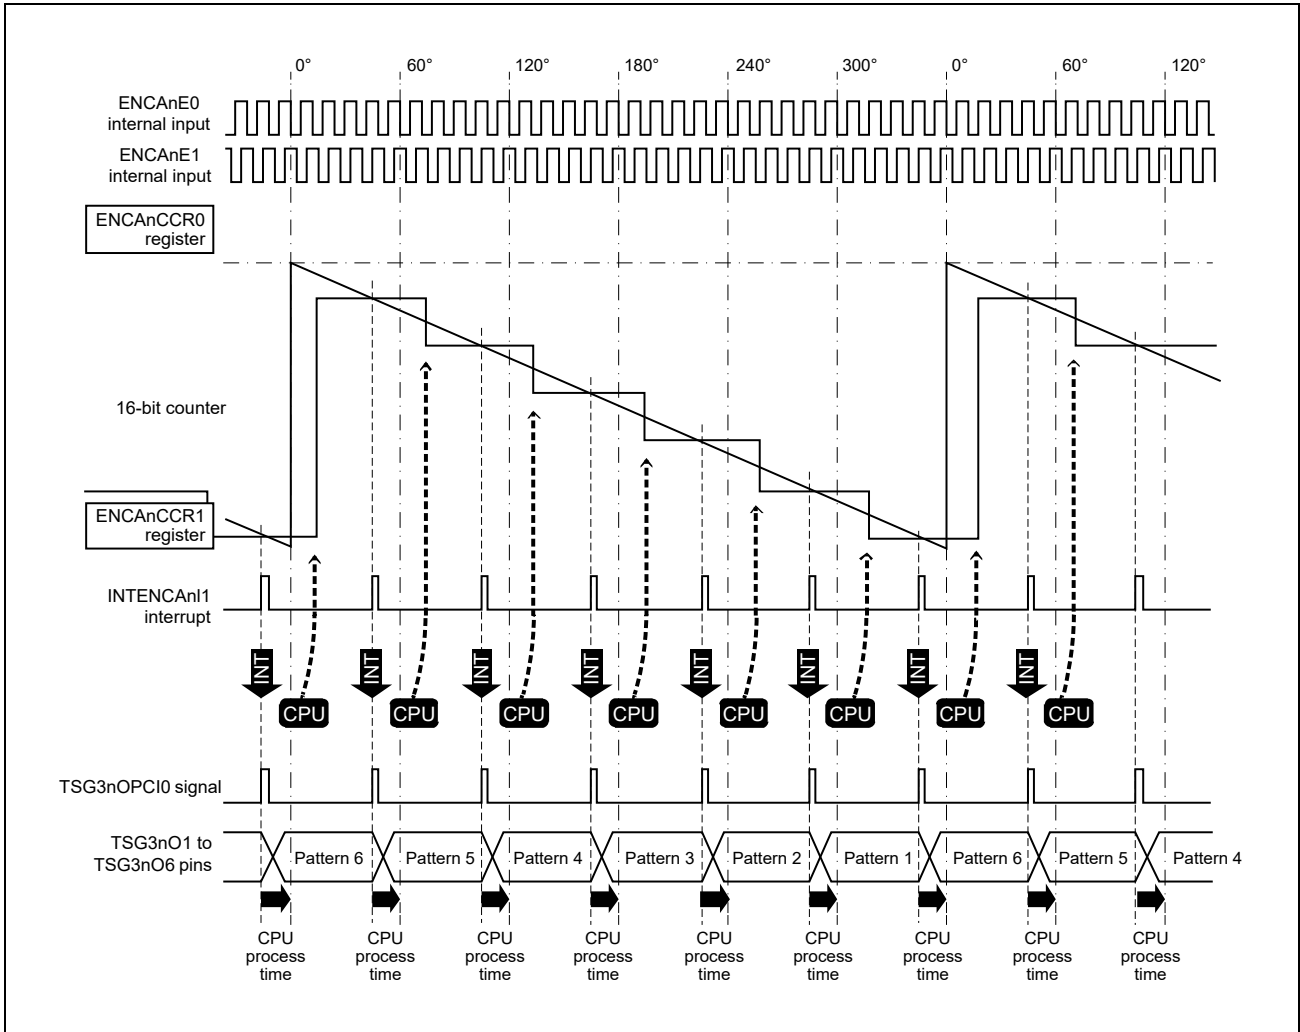 0° 60° 120° 180° 240° 300° 0° 60° 120°
ENCAnE0
internal input
ENCAnE1
internal input
ENCAnCCR0
register
16-bit counter
ENCAnCCR1
register
INTENCAnI1
interrupt
INT INT INT INT INT INT INT INT
CPU CPU CPU CPU CPU CPU CPU CPU
TSG3nOPCI0 signal
TSG3nO1 to
TSG3nO6 pins
Pattern 6 Pattern 5 Pattern 4 Pattern 3 Pattern 2 Pattern 1 Pattern 6 Pattern 5 Pattern 4
CPU CPU CPU CPU CPU CPU CPU CPU CPU
process process process process process process process process process
time time time time time time time time time